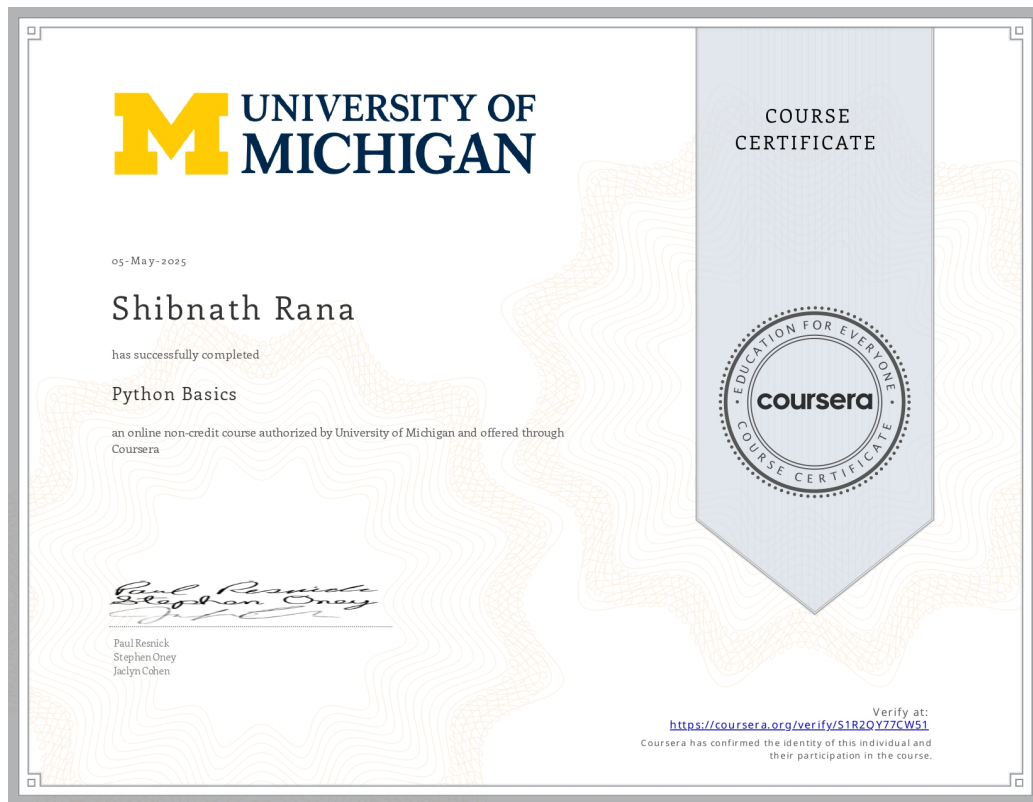 M UNIVERSITY OF
MICHIGAN
COURSE
CERTIFICATE
05-May-2025
Shibnath Rana
has successfully completed
Python Basics
an online non-credit course authorized by University of Michigan and offered through
Coursera
EDUCATION FOR EVERYONE
coursera
COURSE CERTIFICATE
Paul Resnick
Stephen Oney
Paul Resnick
Stephen Oney
Jaclyn Cohen
Verify at:
https://coursera.org/verify/S1R2QY77CW51
Coursera has confirmed the identity of this individual and
their participation in the course.